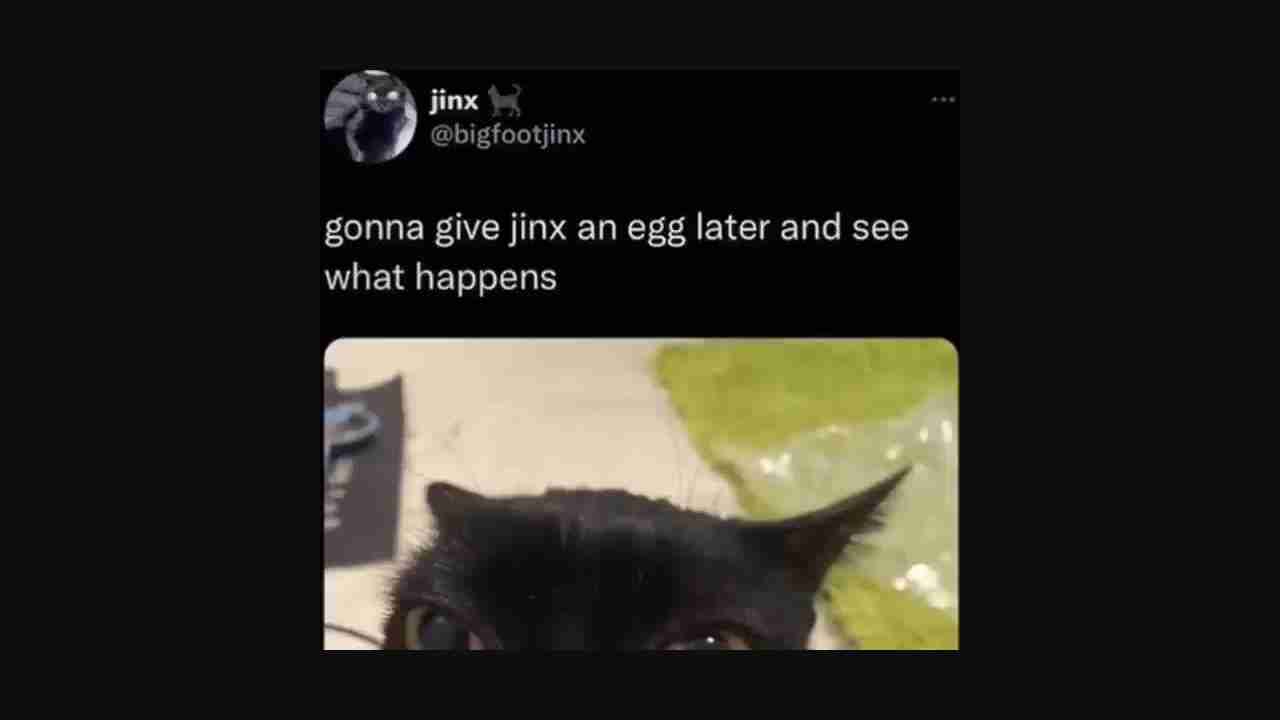 jinx 🐈‍⬛
@bigfootjinx
gonna give jinx an egg later and see
what happens